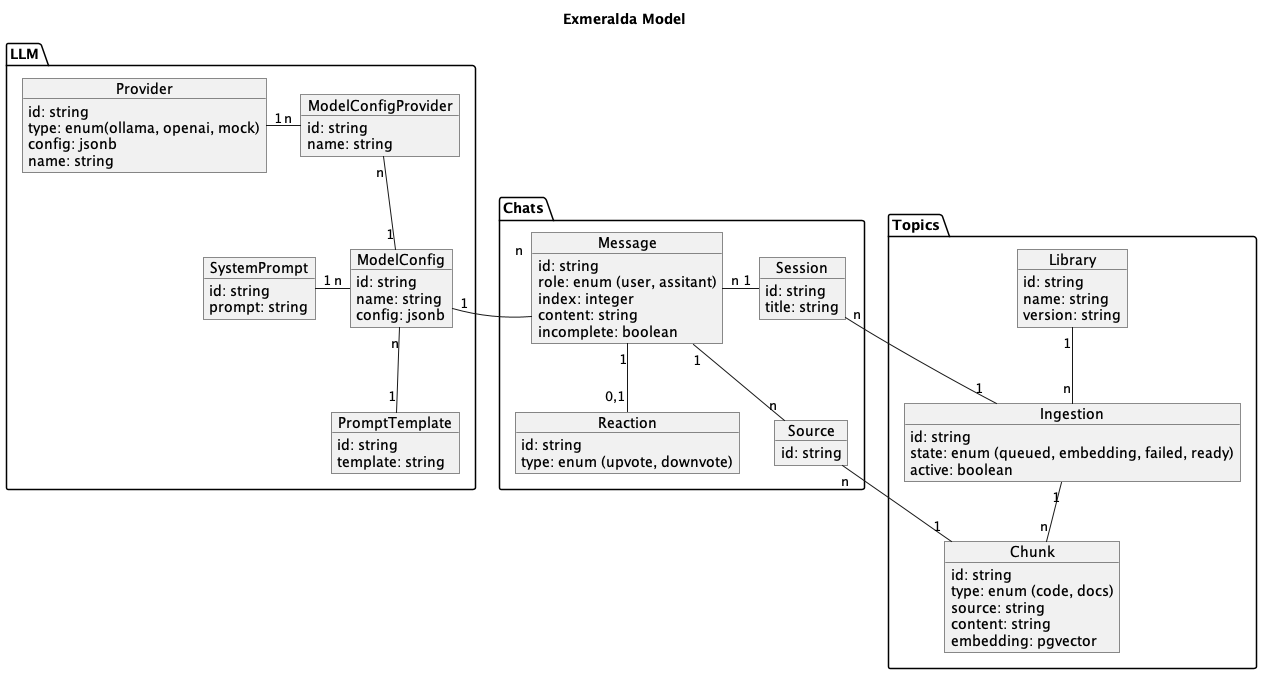 Exmeralda Model
LLM
Provider
id: string
type: enum(ollama, openai, mock)
config: jsonb
name: string
1 n
ModelConfigProvider
id: string
name: string
n
1
SystemPrompt
id: string
prompt: string
1 n
ModelConfig
id: string
name: string
config: jsonb
1
n
n
1
PromptTemplate
id: string
template: string
Chats
Message
id: string
role: enum (user, assitant)
index: integer
content: string
incomplete: boolean
n 1
Session
id: string
title: string
n
1
1
0,1
Reaction
id: string
type: enum (upvote, downvote)
1
n
Source
id: string
n
1
Topics
Library
id: string
name: string
version: string
1
n
Ingestion
id: string
state: enum (queued, embedding, failed, ready)
active: boolean
1
n
Chunk
id: string
type: enum (code, docs)
source: string
content: string
embedding: pgvector